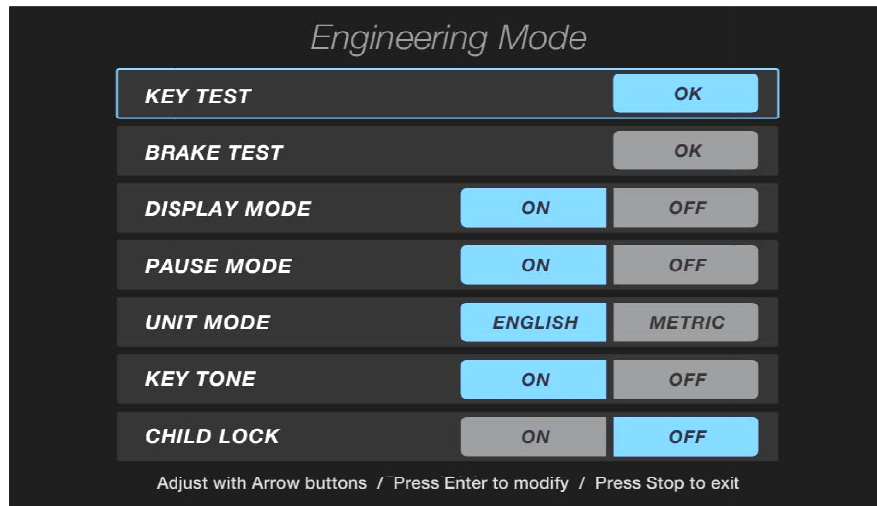 Engineering Mode
KEY TEST OK
BRAKE TEST OK
DISPLAY MODE ON OFF
PAUSE MODE ON OFF
UNIT MODE ENGLISH METRIC
KEY TONE ON OFF
CHILD LOCK ON OFF
Adjust with Arrow buttons / Press Enter to modify / Press Stop to exit